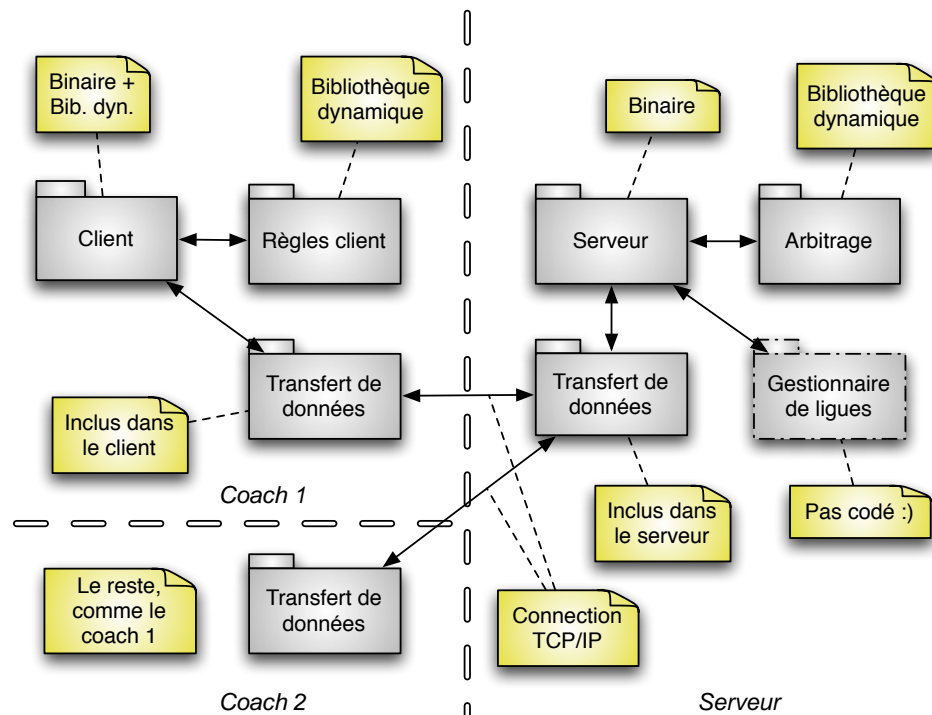 Binaire +
Bib. dyn.
Bibliothèque
dynamique
Binaire
Bibliothèque
dynamique
Client
Règles client
Serveur
Arbitrage
Transfert de
données
Transfert de
données
Gestionnaire
de ligues
Inclus dans
le client
Coach 1
Inclus dans
le serveur
Pas codé :)
Le reste,
comme le
coach 1
Transfert de
données
Connection
TCP/IP
Coach 2
Serveur